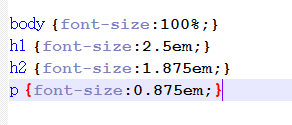 body {font-size:100%;}
h1 {font-size:2.5em;}
h2 {font-size:1.875em;}
p {font-size:0.875em;}